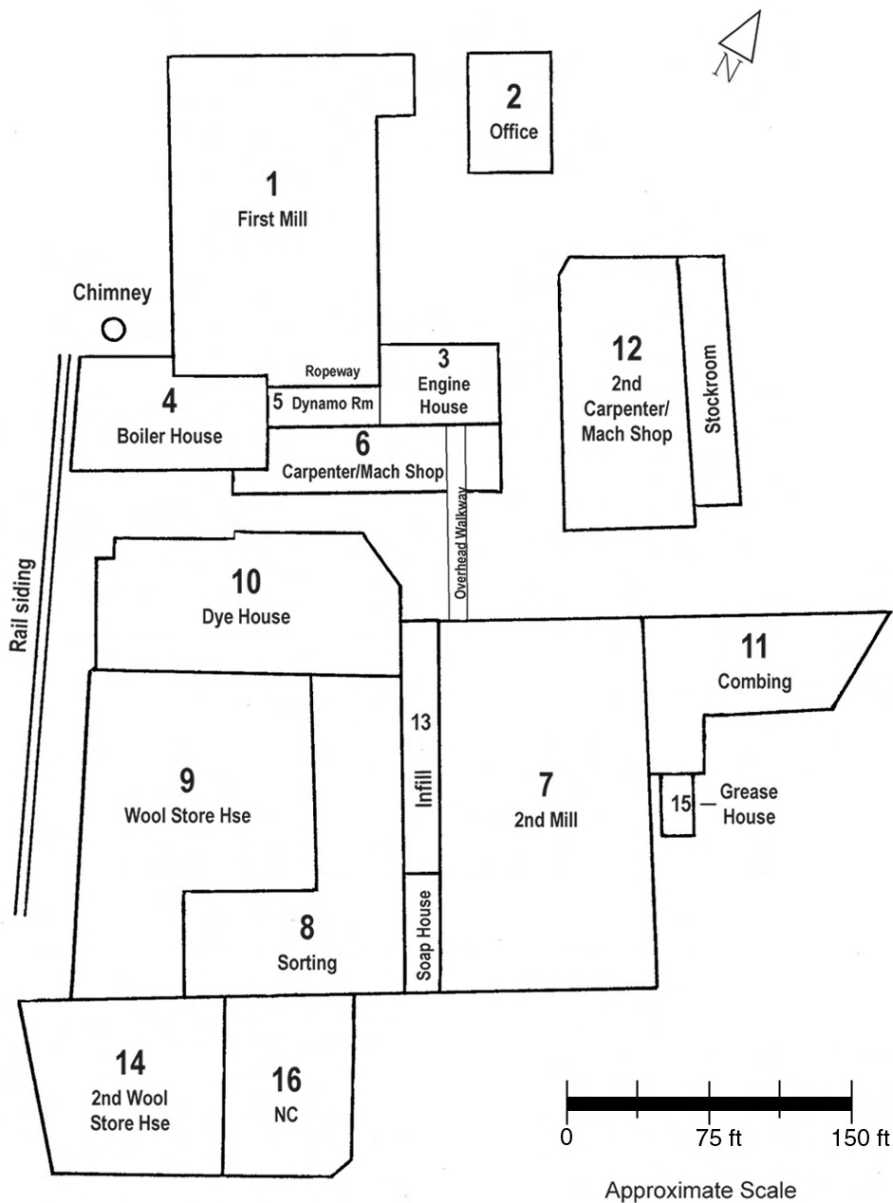 N
2
Office
1
First Mill
Chimney
Ropeway
3
Engine
House
12
2nd
Carpenter/
Mach Shop
Stockroom
4
Boiler House
5 Dynamo Rm
6
Carpenter/Mach Shop
Overhead Walkway
Rail siding
10
Dye House
11
Combing
13
Infill
9
Wool Store Hse
7
2nd Mill
15
Grease
House
8
Sorting
Soap House
14
2nd Wool
Store Hse
16
NC
0 75 ft 150 ft
Approximate Scale